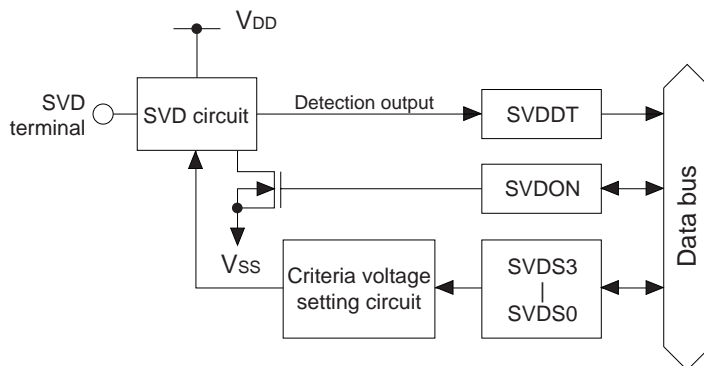 VDD
SVD
terminal
SVD circuit
Detection output
SVDDT
SVDON
VSS
Criteria voltage
setting circuit
SVDS3
|
SVDS0
Data bus